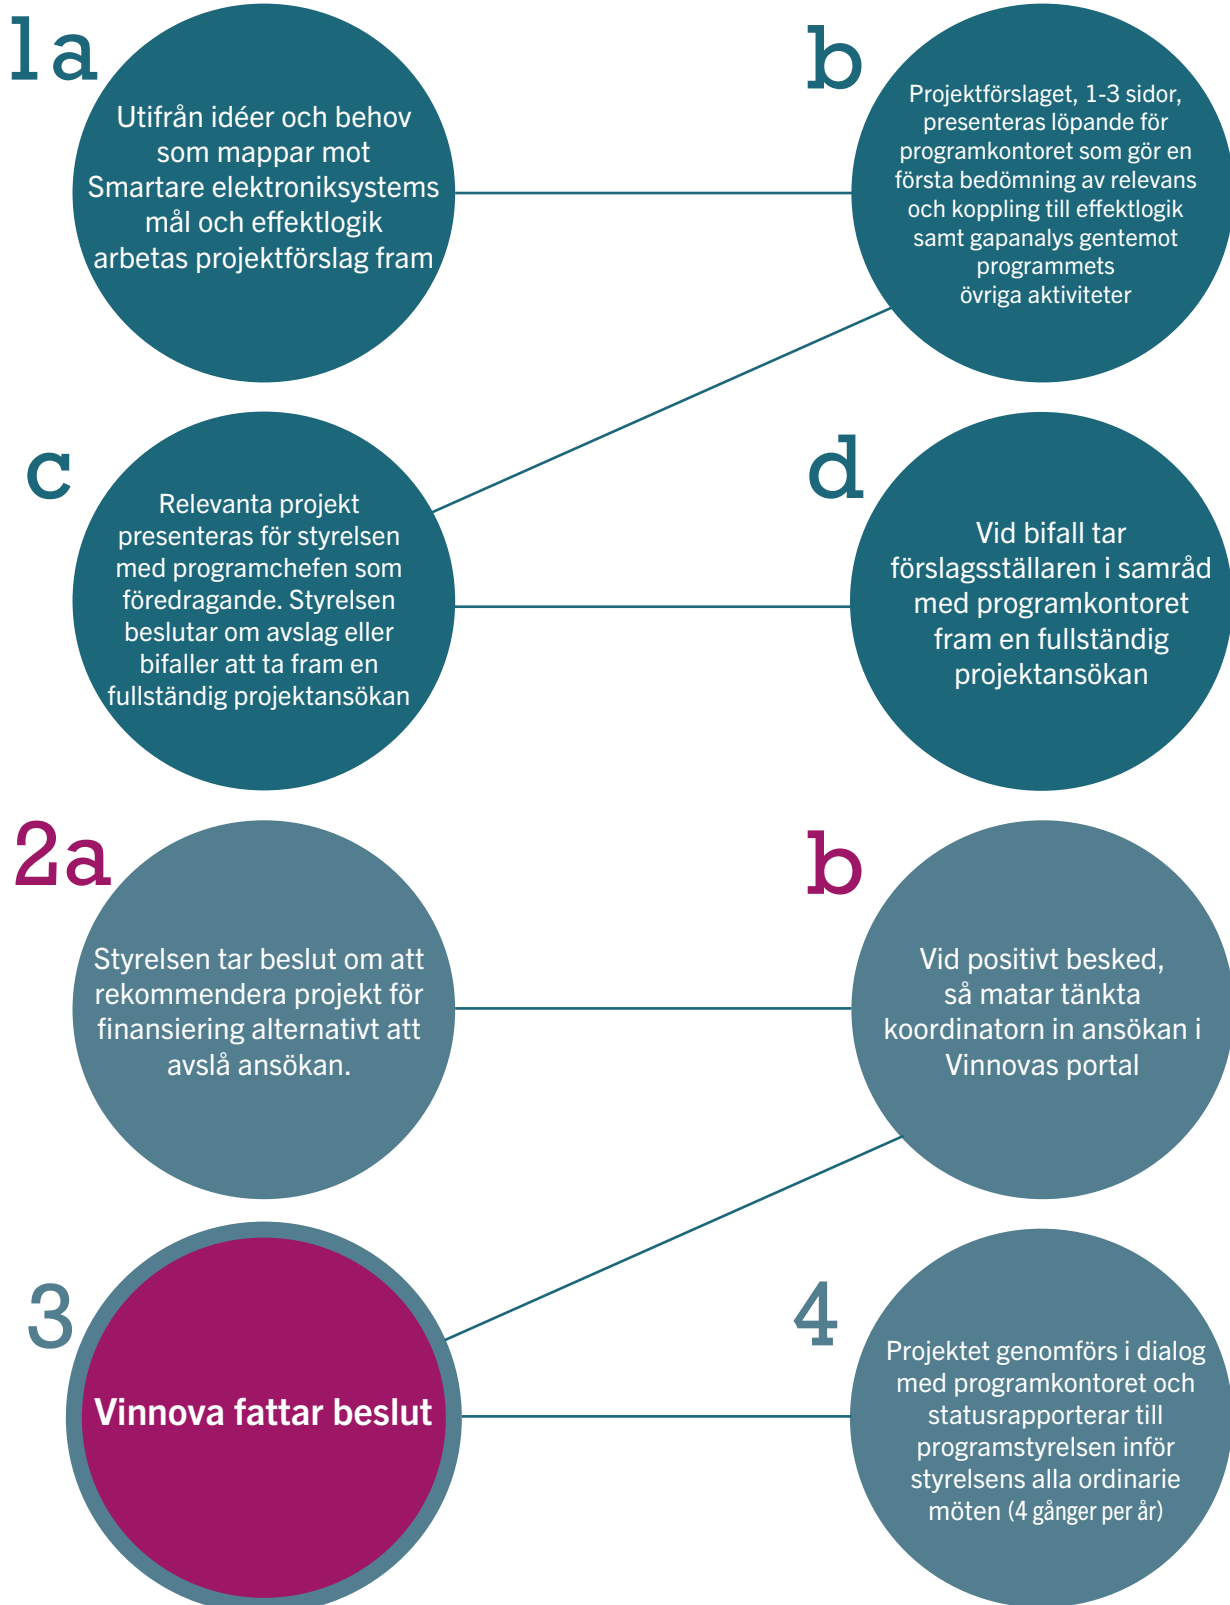 1a
Utifrån idéer och behov
som mappar mot
Smartare elektroniksystems
mål och effektlogik
arbetas projektförslag fram
b
Projektförslaget, 1-3 sidor,
presenteras löpande för
programkontoret som gör en
första bedömning av relevans
och koppling till effektlogik
samt gapanalys gentemot
programmets
övriga aktiviteter
c
Relevanta projekt
presenteras för styrelsen
med programchefen som
föredragande. Styrelsen
beslutar om avslag eller
bifaller att ta fram en
fullständig projektansökan
d
Vid bifall tar
förslagsställaren i samråd
med programkontoret
fram en fullständig
projektansökan
2a
Styrelsen tar beslut om att
rekommendera projekt för
finansiering alternativt att
avslå ansökan.
b
Vid positivt besked,
så matar tänkta
koordinatorn in ansökan i
Vinnovas portal
3
Vinnova fattar beslut
4
Projektet genomförs i dialog
med programkontoret och
statusrapporterar till
programstyrelsen inför
styrelsens alla ordinarie
möten (4 gånger per år)